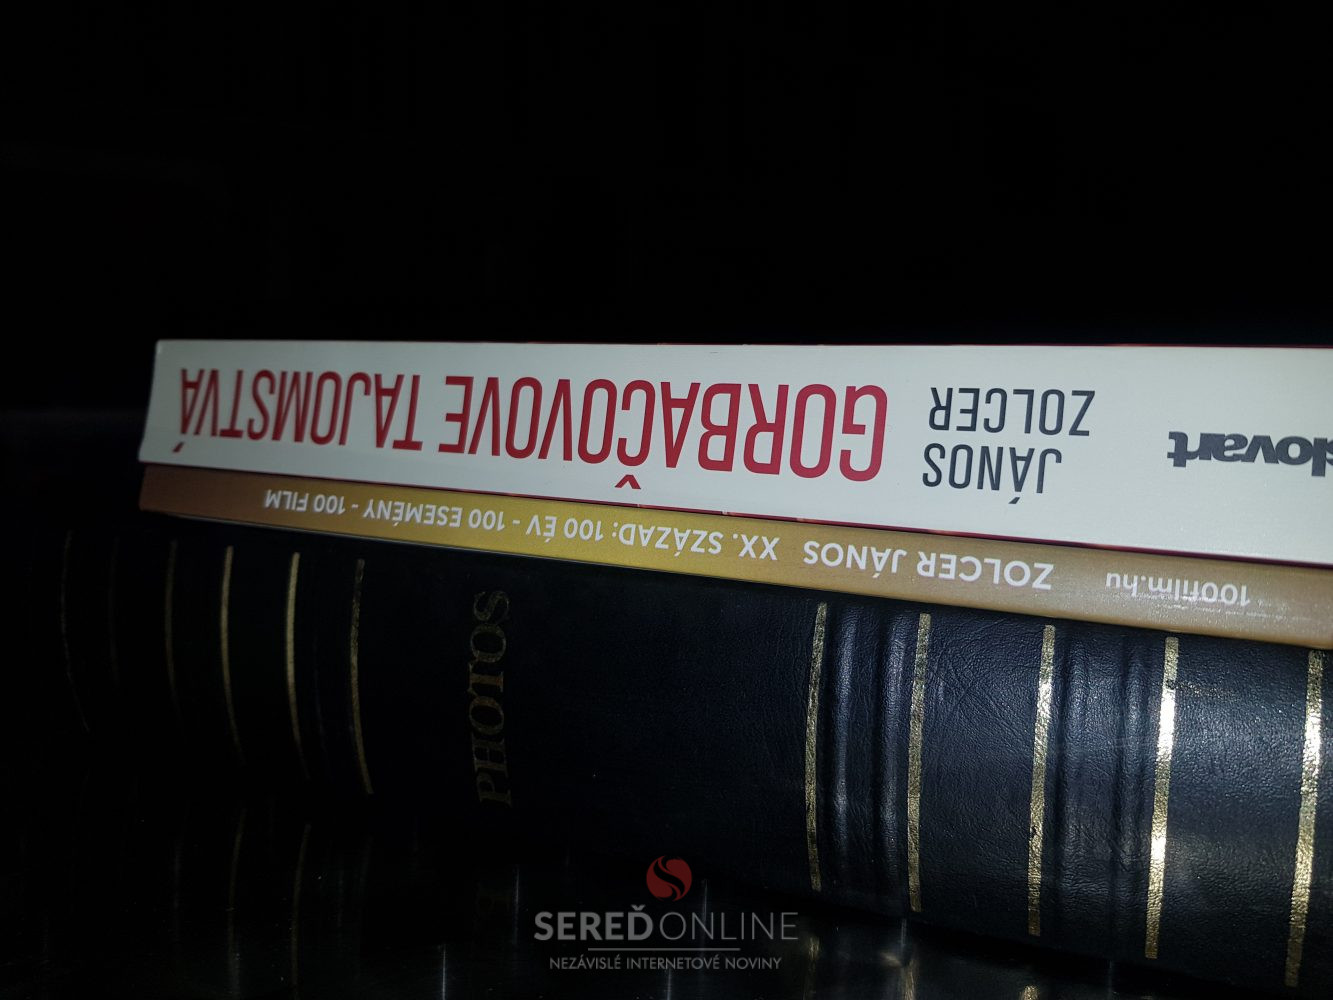 JÁNOS
ZOLCER
GORBAČOVOVE TAJOMSTVÁ
slovart
100film.hu
ZOLCER JÁNOS XX. SZÁZAD: 100 ÉV - 100 ESEMÉNY - 100 FILM
PHOTOS
SEREĎONLINE
NEZÁVISLÉ INTERNETOVÉ NOVINY